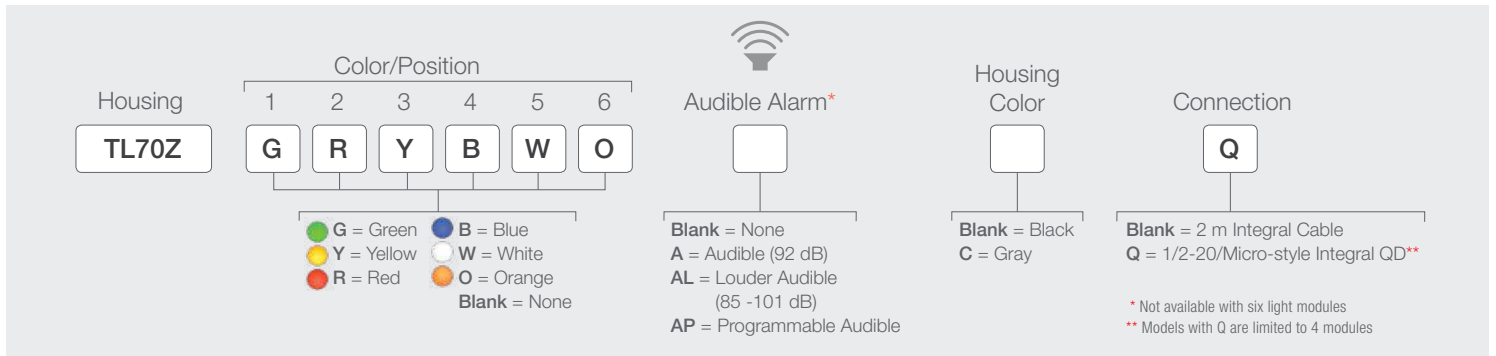 Color/Position
Housing
1 2 3 4 5 6
Audible Alarm*
Housing
Color
Connection
TL70Z
G R Y B W O
Q
G = Green
B = Blue
Y = Yellow
W = White
R = Red
O = Orange
Blank = None
Blank = None
A = Audible (92 dB)
AL = Louder Audible
(85 -101 dB)
AP = Programmable Audible
Blank = Black
C = Gray
Blank = 2 m Integral Cable
Q = 1/2-20/Micro-style Integral QD**
* Not available with six light modules
** Models with Q are limited to 4 modules